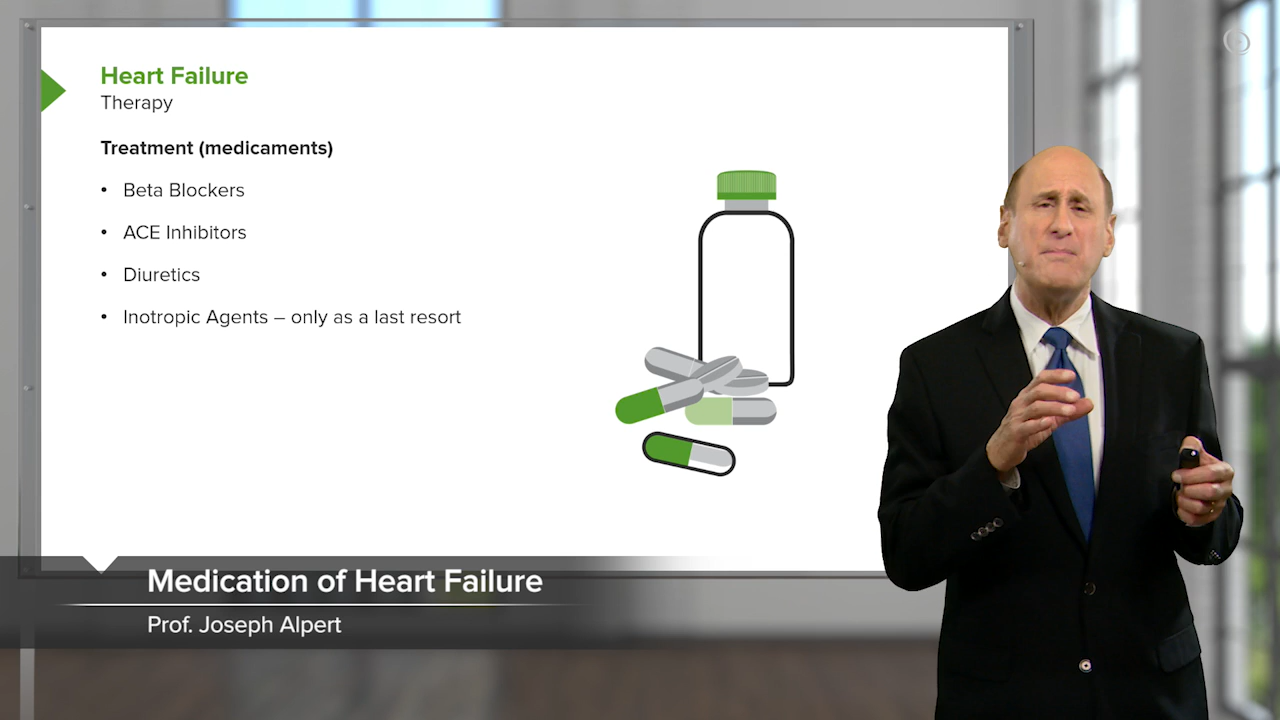 Heart Failure
Therapy
Treatment (medicaments)
• Beta Blockers
• ACE Inhibitors
• Diuretics
• Inotropic Agents – only as a last resort
Medication of Heart Failure
Prof. Joseph Alpert